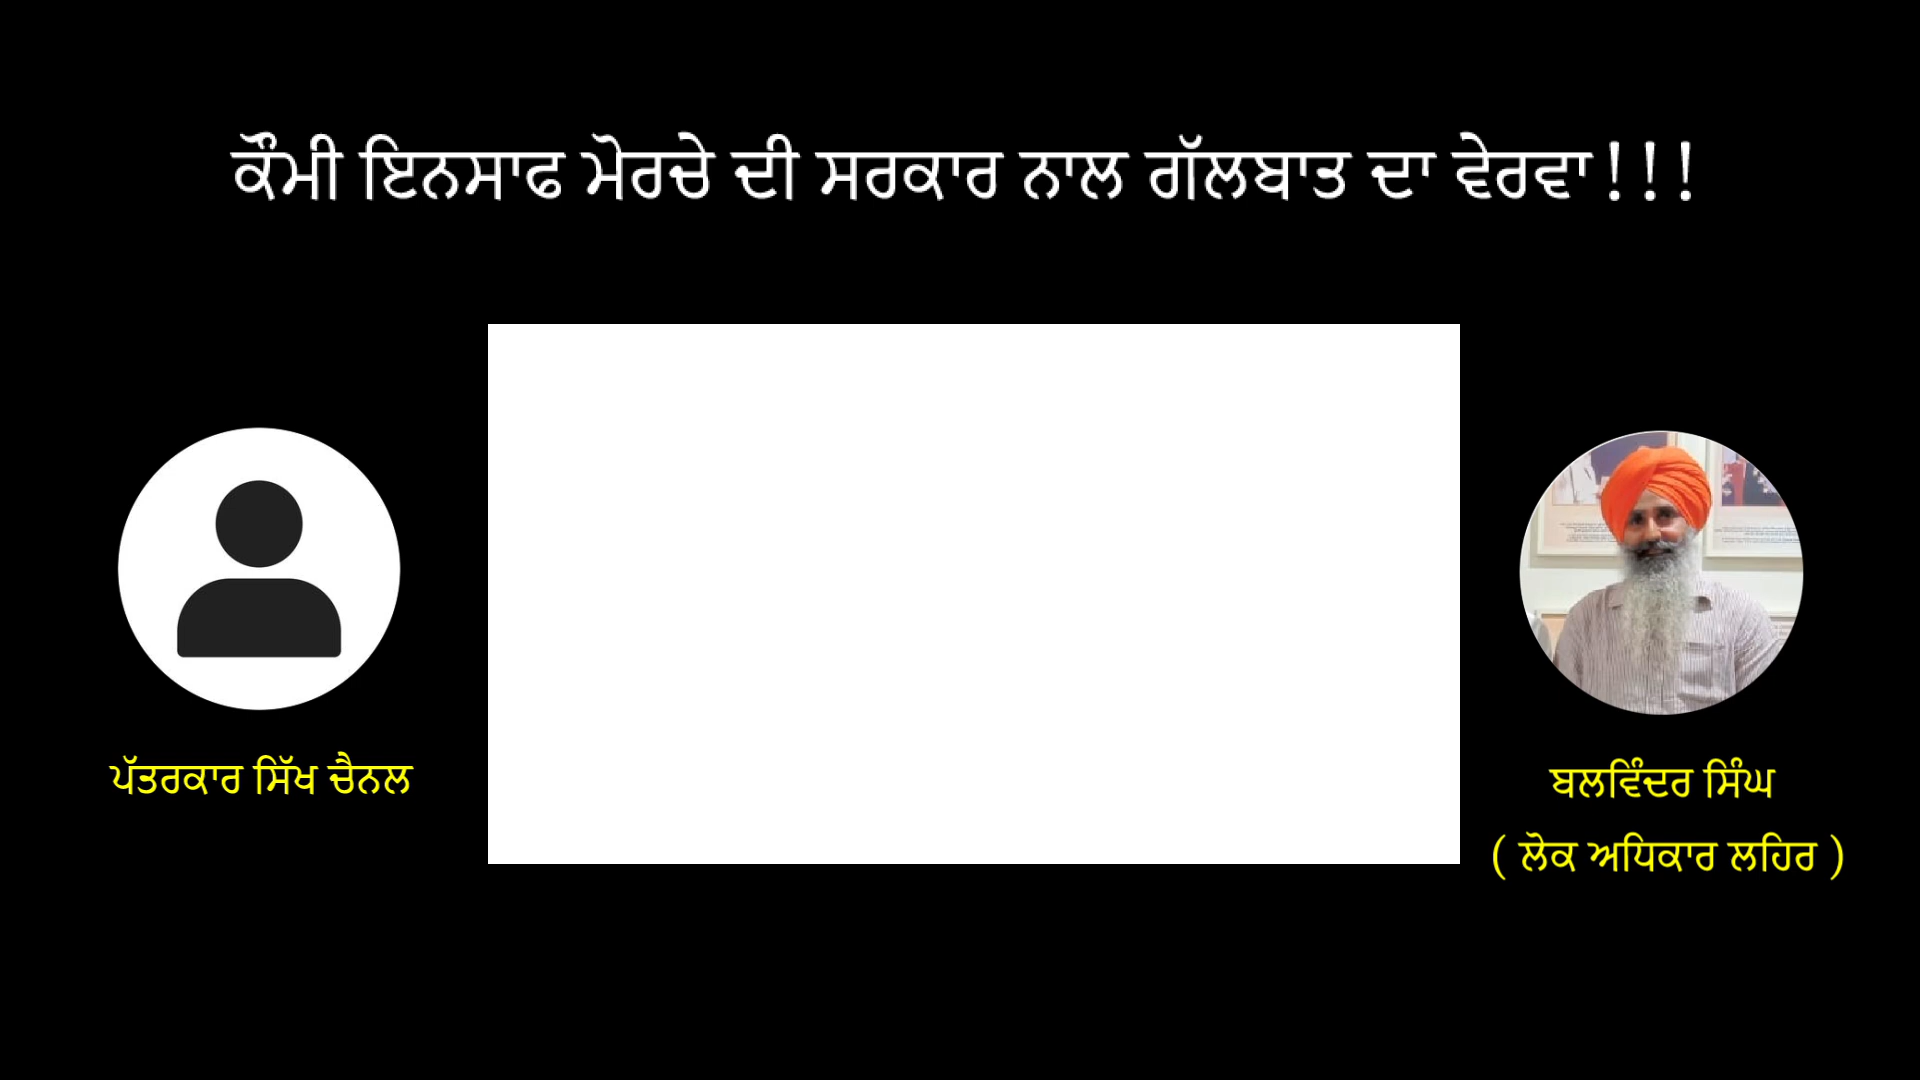 ਕੌਮੀ ਇਨਸਾਫ ਮੋਰਚੇ ਦੀ ਸਰਕਾਰ ਨਾਲ ਗੱਲਬਾਤ ਦਾ ਵੇਰਵਾ!!!
ਪੱਤਰਕਾਰ ਸਿੱਖ ਚੈਨਲ
ਬਲਵਿੰਦਰ ਸਿੰਘ
( ਲੋਕ ਅਧਿਕਾਰ ਲਹਿਰ )